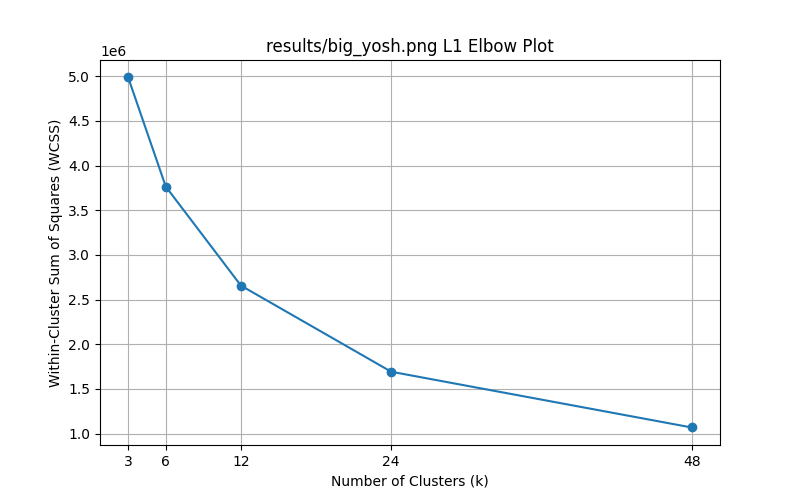 results/big_yosh.png L1 Elbow Plot
1e6
5.0
4.5
4.0
3.5
3.0
2.5
2.0
1.5
1.0
Within-Cluster Sum of Squares (WCSS)
3 6 12 24 48
Number of Clusters (k)